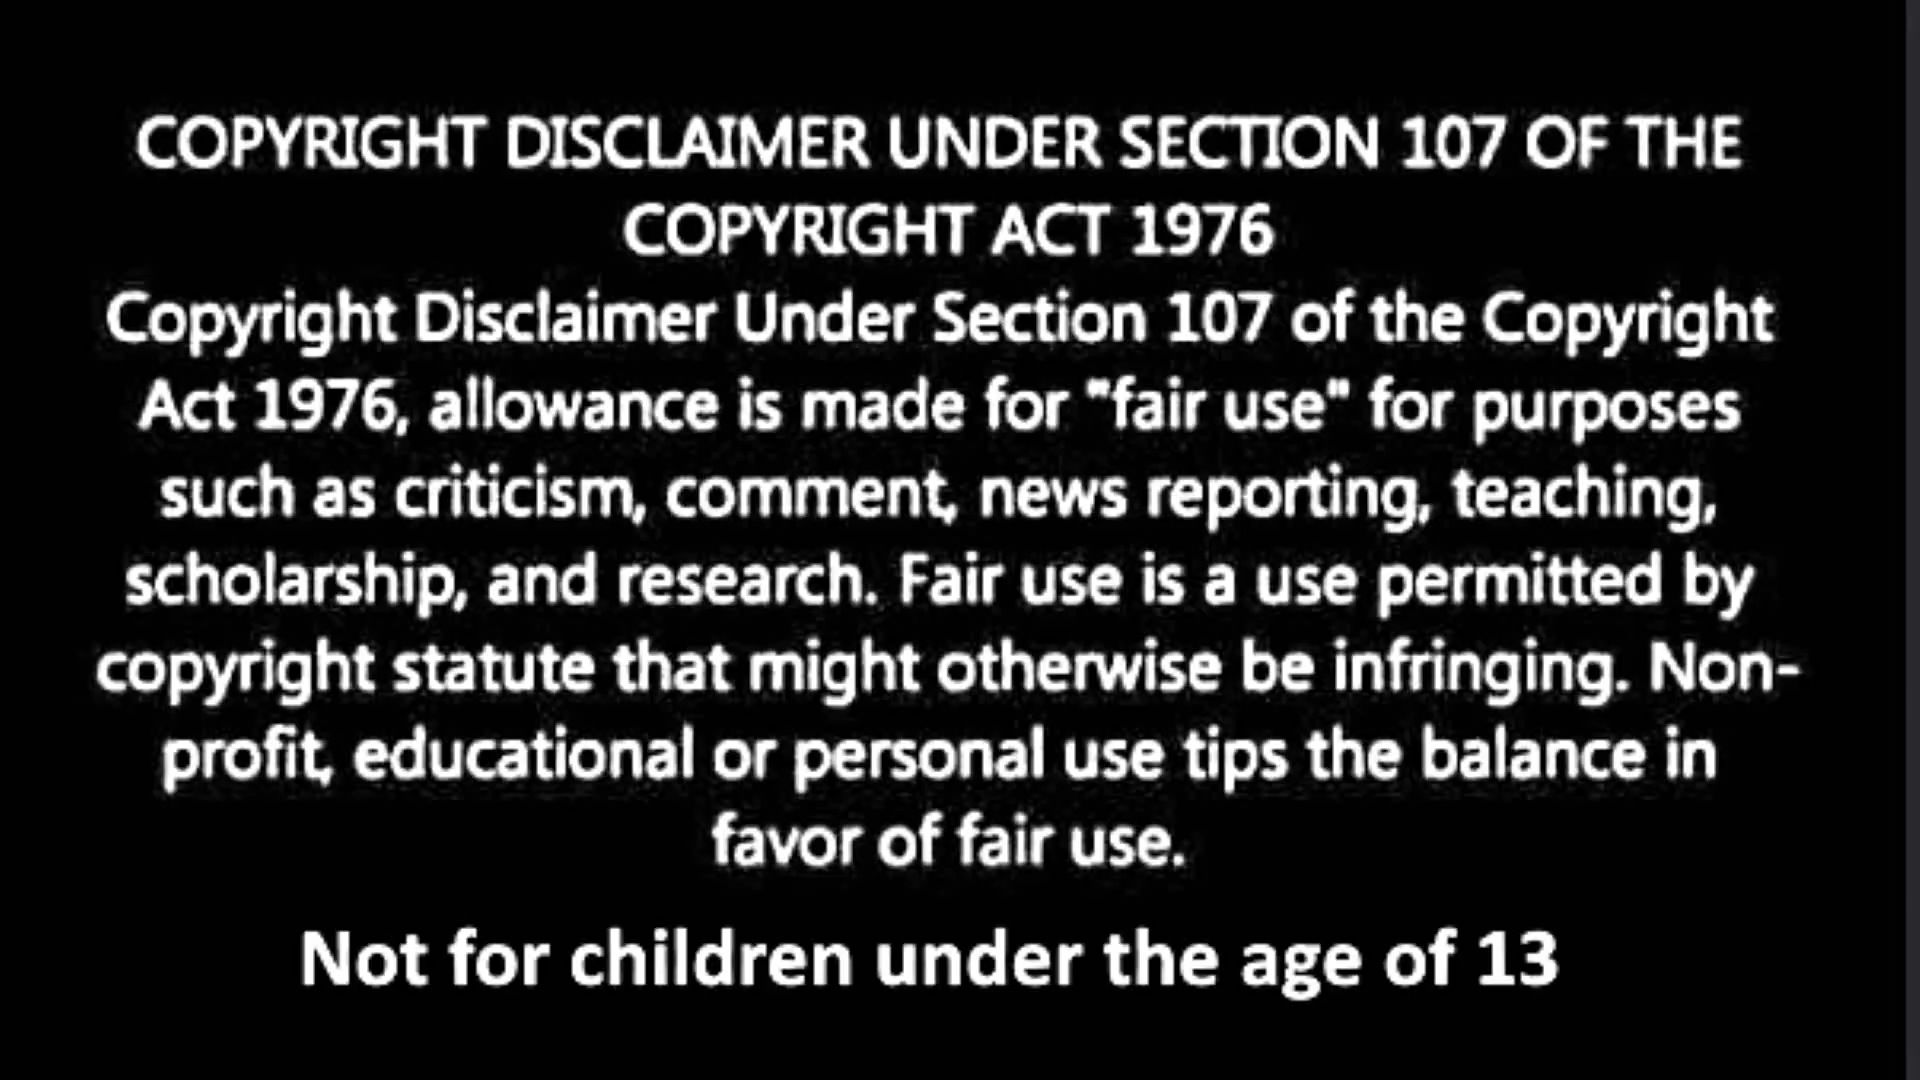 COPYRIGHT DISCLAIMER UNDER SECTION 107 OF THE
COPYRIGHT ACT 1976
Copyright Disclaimer Under Section 107 of the Copyright
Act 1976, allowance is made for "fair use" for purposes
such as criticism, comment, news reporting, teaching,
scholarship, and research. Fair use is a use permitted by
copyright statute that might otherwise be infringing. Non-
profit, educational or personal use tips the balance in
favor of fair use.
Not for children under the age of 13